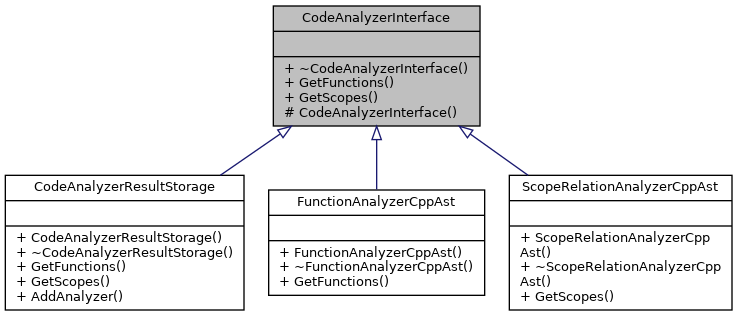 CodeAnalyzerInterface
+ ~CodeAnalyzerInterface()
+ GetFunctions()
+ GetScopes()
# CodeAnalyzerInterface()
CodeAnalyzerResultStorage
+ CodeAnalyzerResultStorage()
+ ~CodeAnalyzerResultStorage()
+ GetFunctions()
+ GetScopes()
+ AddAnalyzer()
FunctionAnalyzerCppAst
+ FunctionAnalyzerCppAst()
+ ~FunctionAnalyzerCppAst()
+ GetFunctions()
ScopeRelationAnalyzerCppAst
+ ScopeRelationAnalyzerCpp
Ast()
+ ~ScopeRelationAnalyzerCpp
Ast()
+ GetScopes()